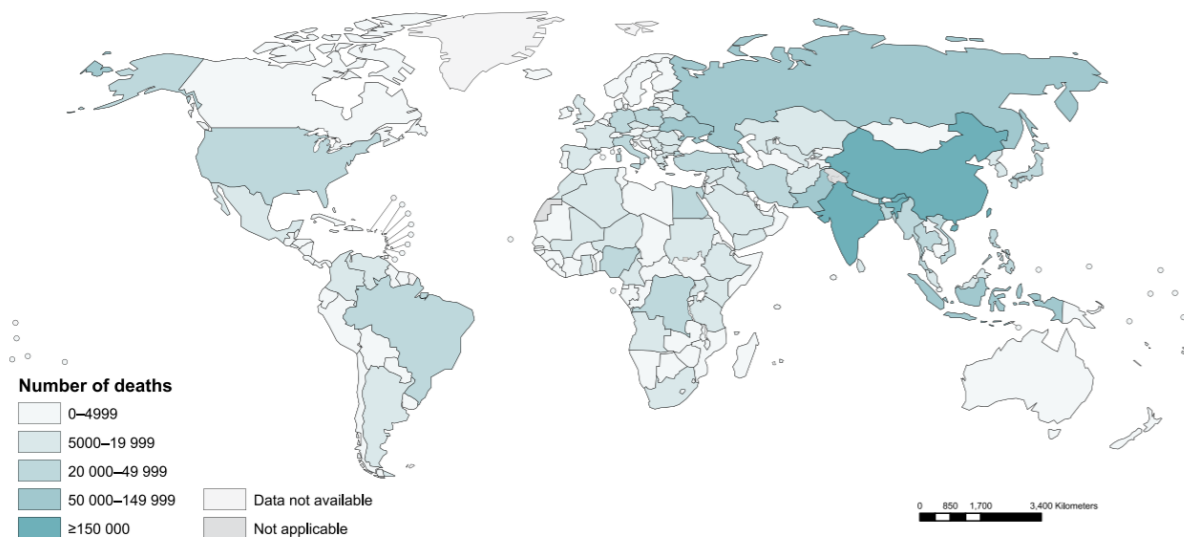 Number of deaths
0–4999
5000–19 999
20 000–49 999
50 000–149 999
≥150 000
Data not available
Not applicable
0 850 1,700 3,400 Kilometers